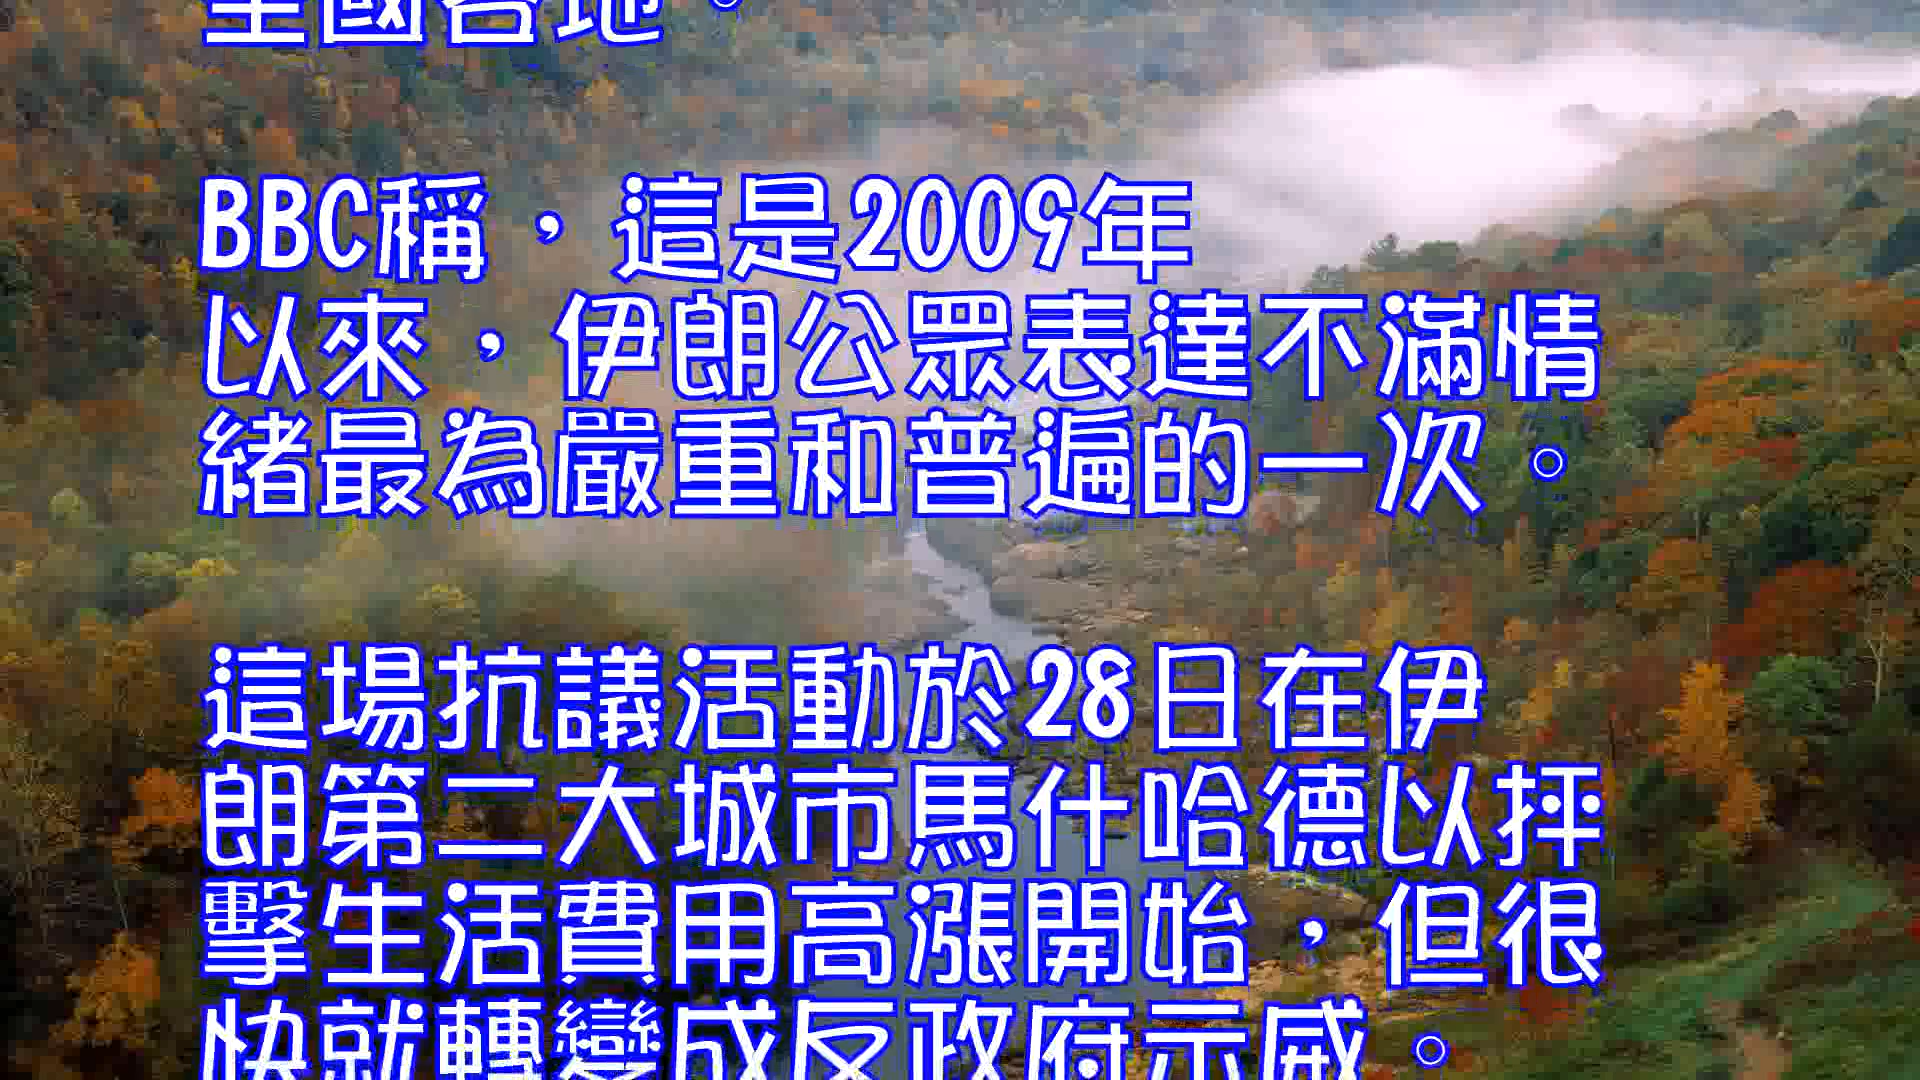 全國各地。
BBC稱，這是2009年
以來，伊朗公眾表達不滿情
緒最為嚴重和普遍的一次。
這場抗議活動於28日在伊
朗第二大城市馬什哈德以抨
擊生活費用高漲開始，但很
快就轉變成反政府示威。